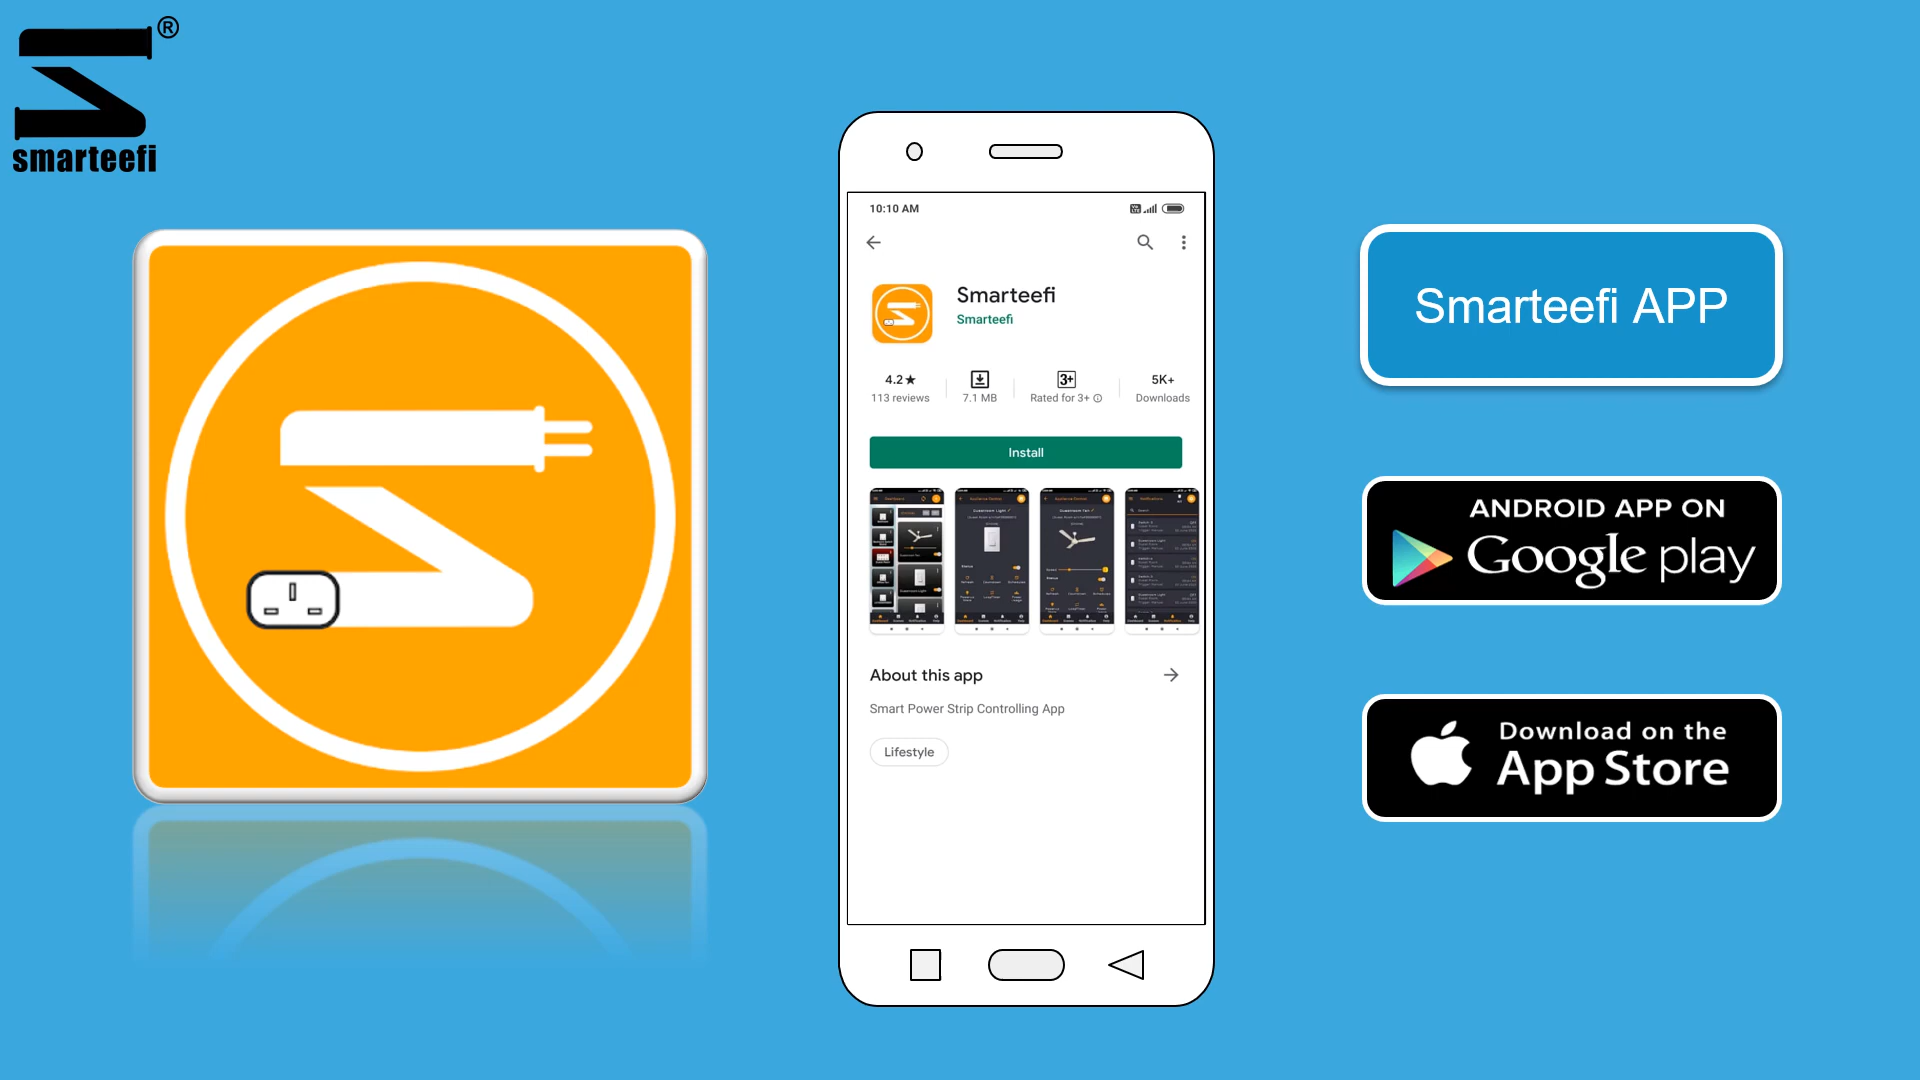 ®
smarteefi
10:10 AM
Smarteefi
Smarteefi
4.2★
113 reviews
7.1 MB
3+
Rated for 3+
5K+
Downloads
Install
About this app
Smart Power Strip Controlling App
Lifestyle
Smarteefi APP
ANDROID APP ON
Google play
Download on the
App Store